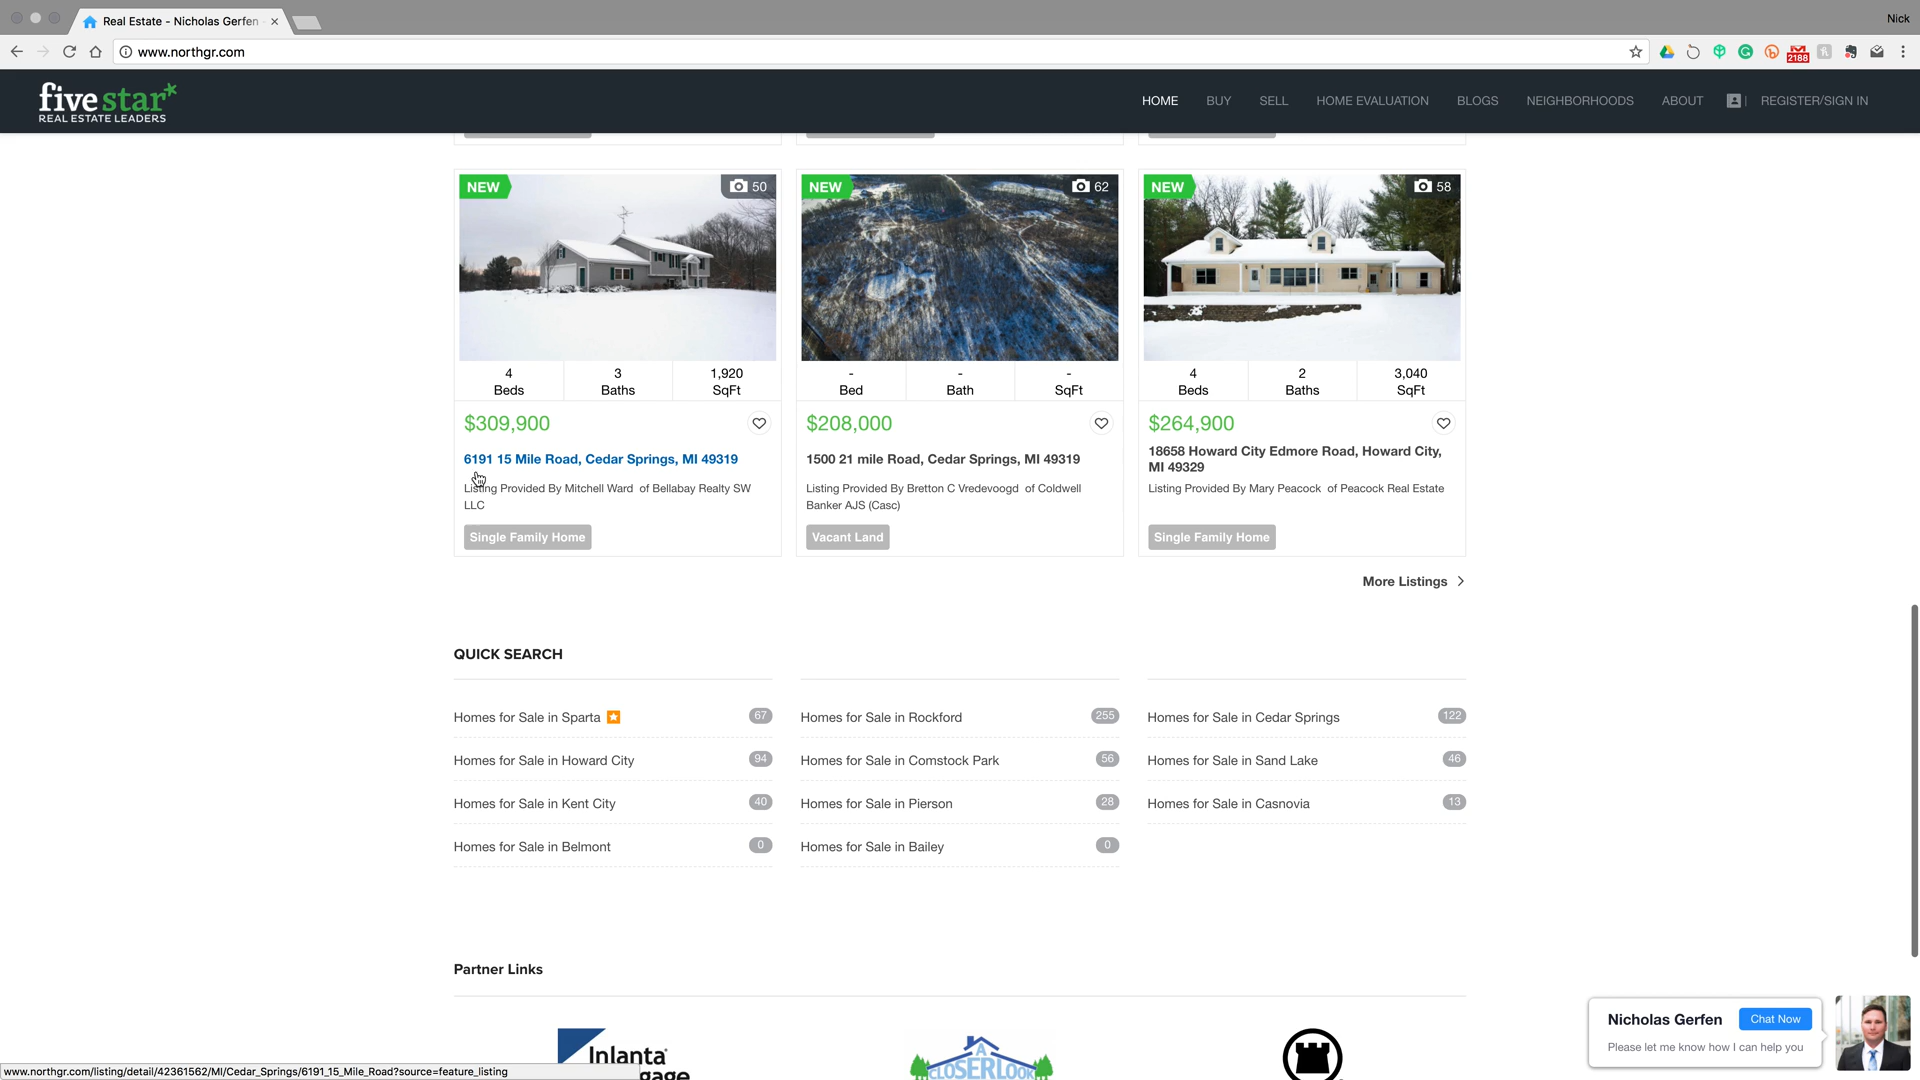 Real Estate - Nicholas Gerfen
Nick
www.northgr.com
2188
five star
REAL ESTATE LEADERS
HOME BUY SELL HOME EVALUATION BLOGS NEIGHBORHOODS ABOUT REGISTER/SIGN IN
NEW 50 NEW 62 NEW 58
4 3 1,920 - - - 4 2 3,040
Beds Baths SqFt Bed Bath SqFt Beds Baths SqFt
$309,900 $208,000 $264,900
6191 15 Mile Road, Cedar Springs, MI 49319
Listing Provided By Mitchell Ward of Bellabay Realty SW
LLC
Single Family Home
1500 21 mile Road, Cedar Springs, MI 49319
Listing Provided By Bretton C Vredevoogd of Coldwell
Banker AJS (Casc)
Vacant Land
18658 Howard City Edmore Road, Howard City,
MI 49329
Listing Provided By Mary Peacock of Peacock Real Estate
Single Family Home
More Listings
QUICK SEARCH
Homes for Sale in Sparta 67 Homes for Sale in Rockford 255 Homes for Sale in Cedar Springs 122
Homes for Sale in Howard City 94 Homes for Sale in Comstock Park 56 Homes for Sale in Sand Lake 46
Homes for Sale in Kent City 40 Homes for Sale in Pierson 28 Homes for Sale in Casnovia 13
Homes for Sale in Belmont 0 Homes for Sale in Bailey 0
Partner Links
Inlanta
gage
A
CLOSER LOOK
Nicholas Gerfen Chat Now
Please let me know how I can help you
www.northgr.com/listing/detail/42361562/MI/Cedar_Springs/6191_15_Mile_Road?source=feature_listing